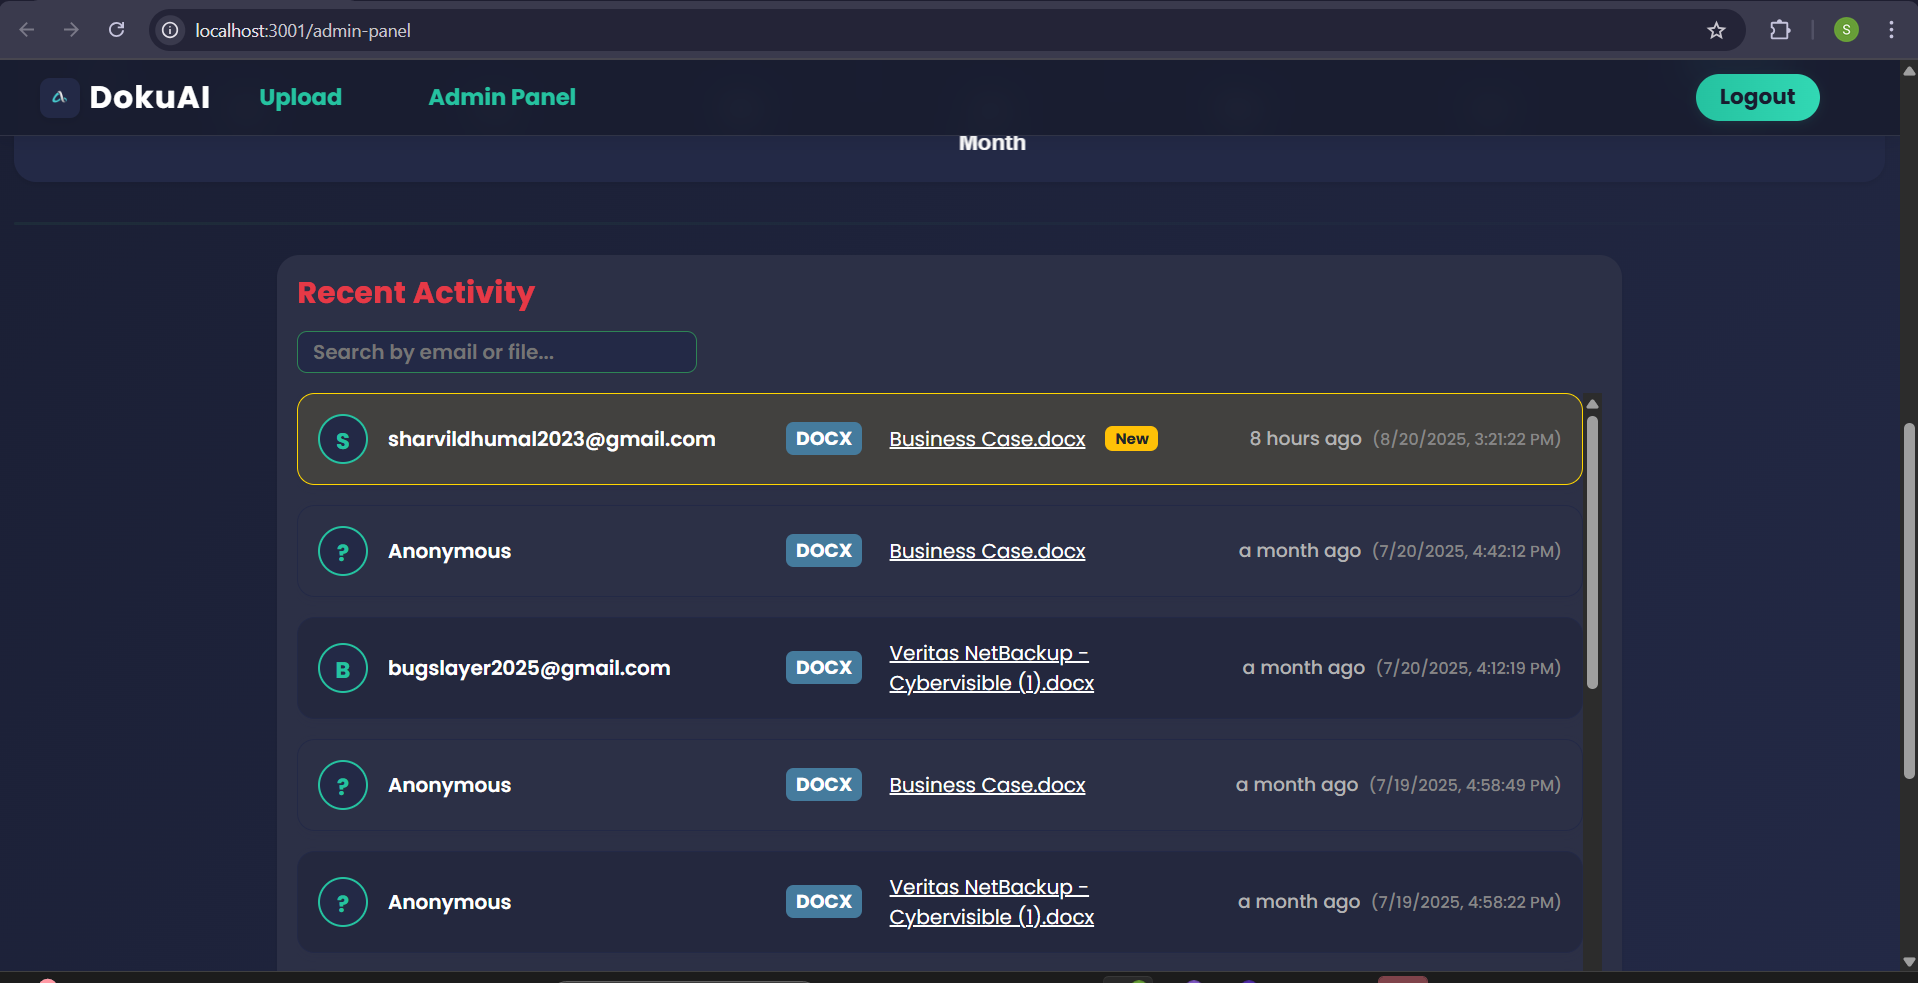 localhost:3001/admin-panel
S
DokuAI
Upload
Admin Panel
Logout
Month
Recent Activity
Search by email or file...
S
sharvildhumal2023@gmail.com
DOCX
Business Case.docx
New
8 hours ago (8/20/2025, 3:21:22 PM)
?
Anonymous
DOCX
Business Case.docx
a month ago (7/20/2025, 4:42:12 PM)
B
bugslayer2025@gmail.com
DOCX
Veritas NetBackup -
Cybervisible (1).docx
a month ago (7/20/2025, 4:12:19 PM)
?
Anonymous
DOCX
Business Case.docx
a month ago (7/19/2025, 4:58:49 PM)
?
Anonymous
DOCX
Veritas NetBackup -
Cybervisible (1).docx
a month ago (7/19/2025, 4:58:22 PM)